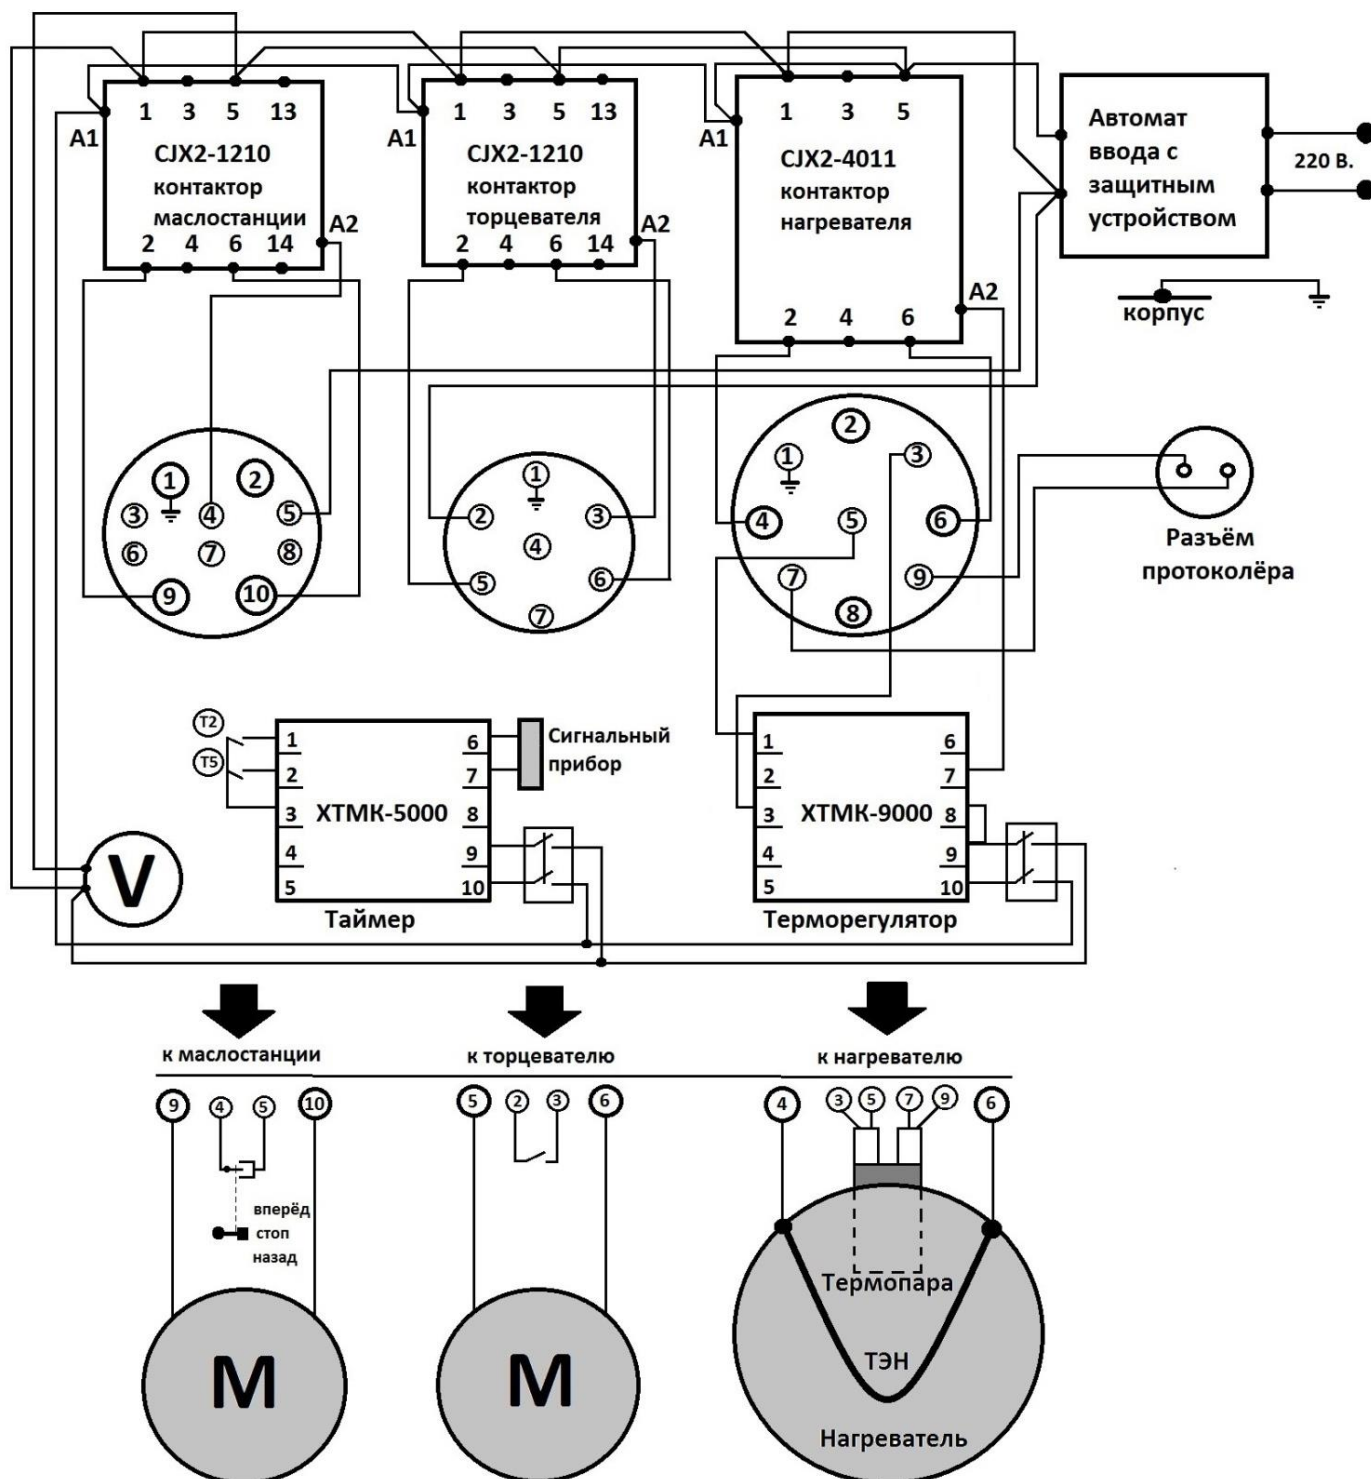 1 3 5 13
A1
CJX2-1210
контактор
маслостанции
A2
2 4 6 14
1 3 5 13
A1
CJX2-1210
контактор
торцевателя
A2
2 4 6 14
1 3 5
A1
CJX2-4011
контактор
нагревателя
A2
2 4 6
Автомат
ввода с
защитным
устройством
220 В.
корпус
1 2
3 4 5
6 7 8
9 10
1
2 3
4
5 6
7
2
1 3
4 5 6
7 9
8
Разъём
протоколёра
T2
T5
1 6
2 7
3 ХТМК-5000 8
4 9
5 10
Таймер
Сигнальный
прибор
1 6
2 7
3 ХТМК-9000 8
4 9
5 10
Терморегулятор
V
к маслостанции
к торцевателю
к нагревателю
9 4 5 10
вперёд
стоп
назад
M
5 2 3 6
M
4 3 5 7 9 6
Термопара
ТЭН
Нагреватель